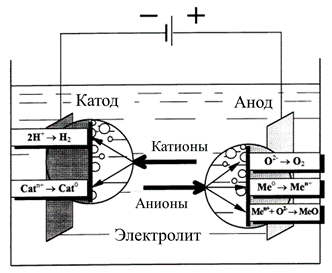 − +
Катод
Анод
2H⁺ → H₂
Катионы
O²⁻ → O₂
Catⁿ⁺ → Cat⁰
Me⁰ → Meⁿ⁺
Анионы
Meⁿ⁺ + O²⁻ → MeO
Электролит